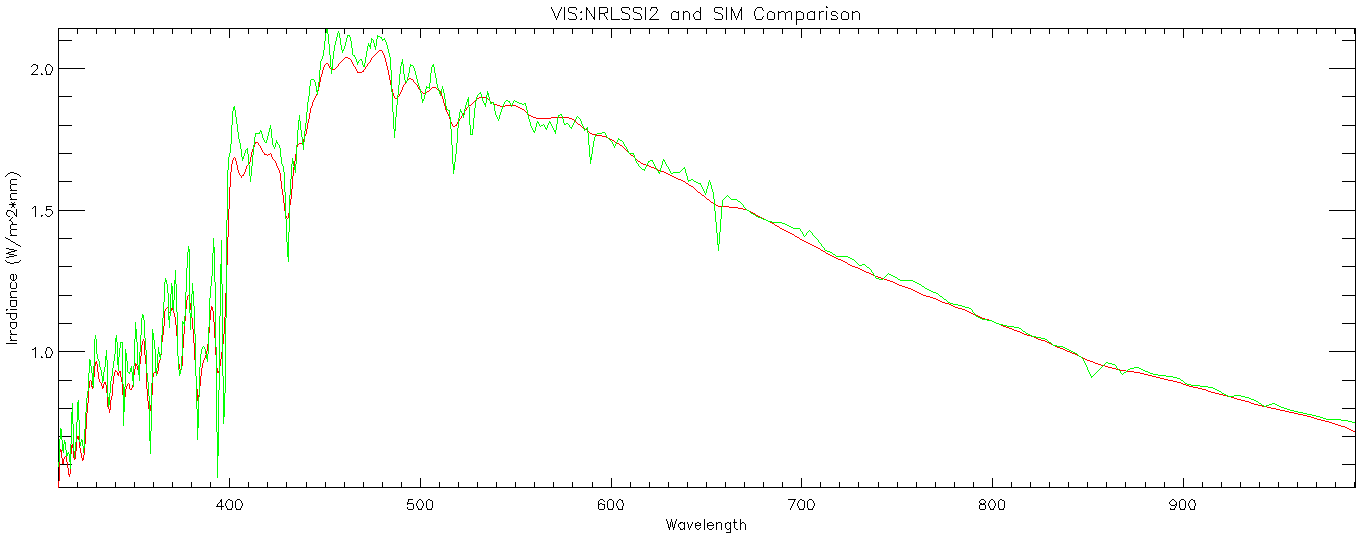 VIS:NRLSSI2 and SIM Comparison
2.0
1.5
1.0
Irradiance (W/m^2*nm)
400 500 600 700 800 900
Wavelength